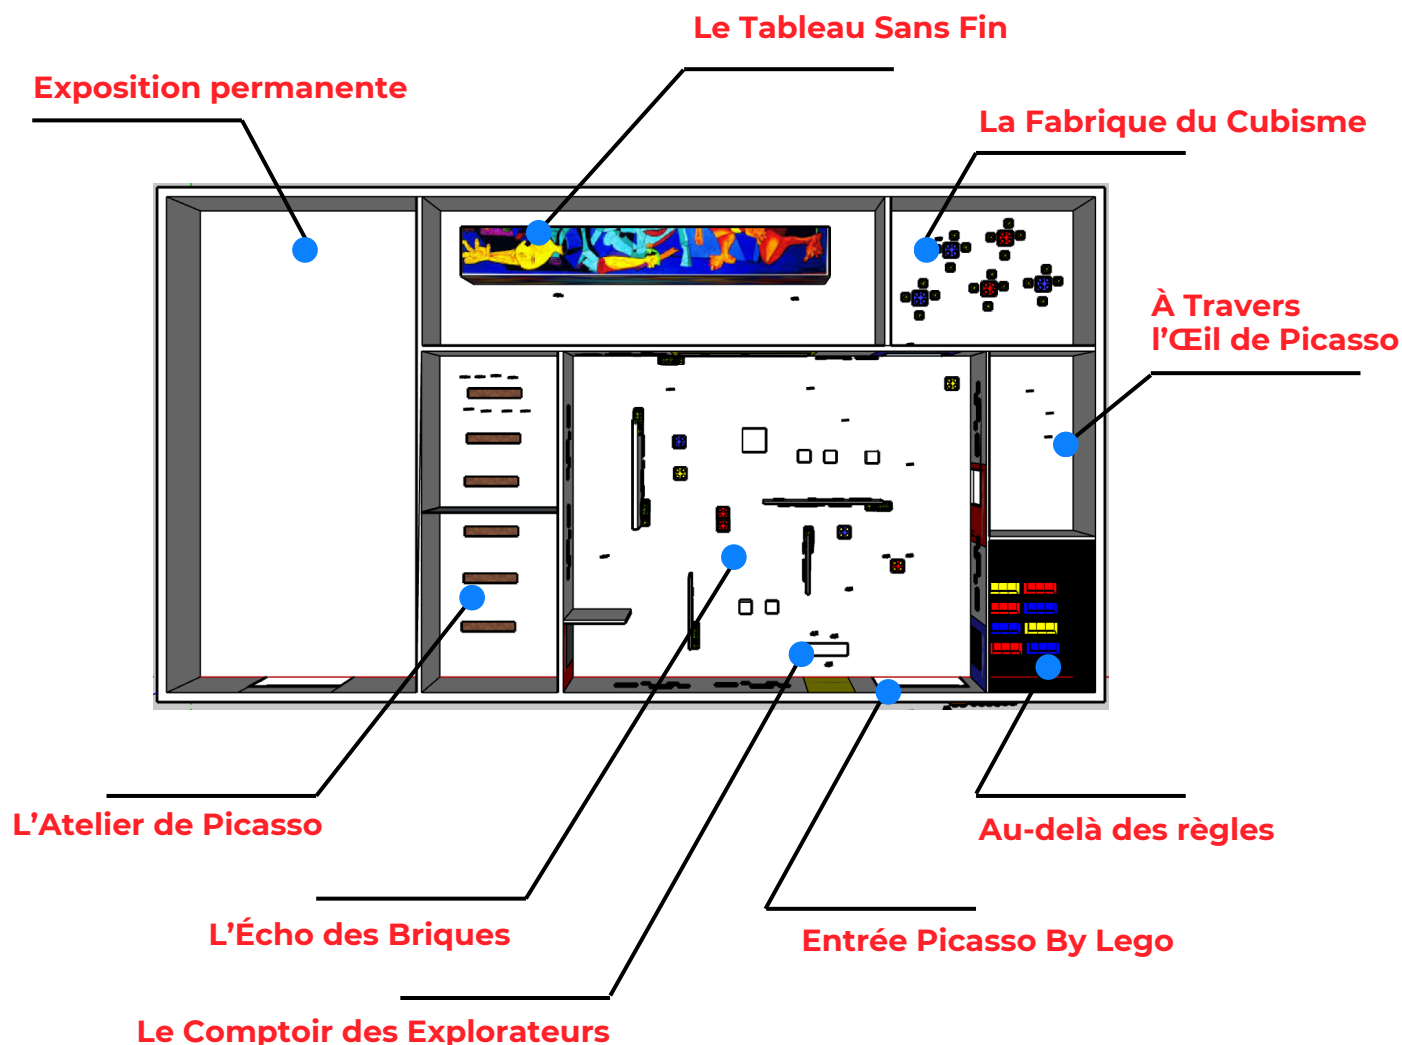 Le Tableau Sans Fin
Exposition permanente
La Fabrique du Cubisme
À Travers
l’Œil de Picasso
L’Atelier de Picasso
Au-delà des règles
L’Écho des Briques
Entrée Picasso By Lego
Le Comptoir des Explorateurs